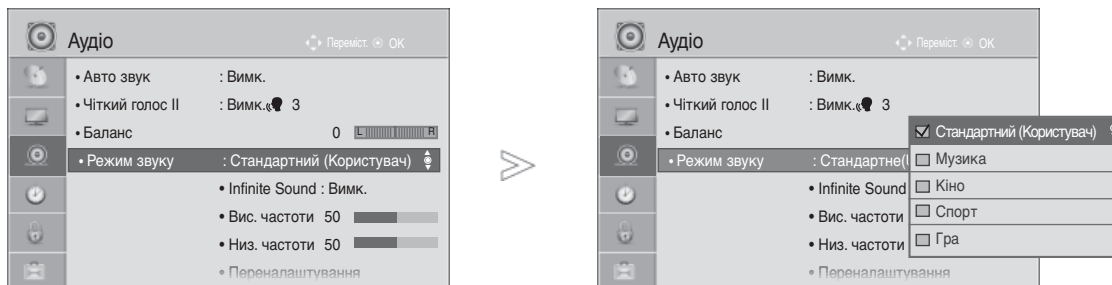 Аудіо
Переміст. OK
• Авто звук : Вимк.
• Чіткий голос II : Вимк. 3
• Баланс 0 L R
• Режим звуку : Стандартний (Користувач)
• Infinite Sound : Вимк.
• Вис. частоти 50
• Низ. частоти 50
• Переналаштування
Аудіо
Переміст. OK
• Авто звук : Вимк.
• Чіткий голос II : Вимк. 3
• Баланс
• Режим звуку : Стандартне(
• Infinite Sound
• Вис. частоти
• Низ. частоти
• Переналаштування
Стандартний (Користувач)
Музика
Кіно
Спорт
Гра